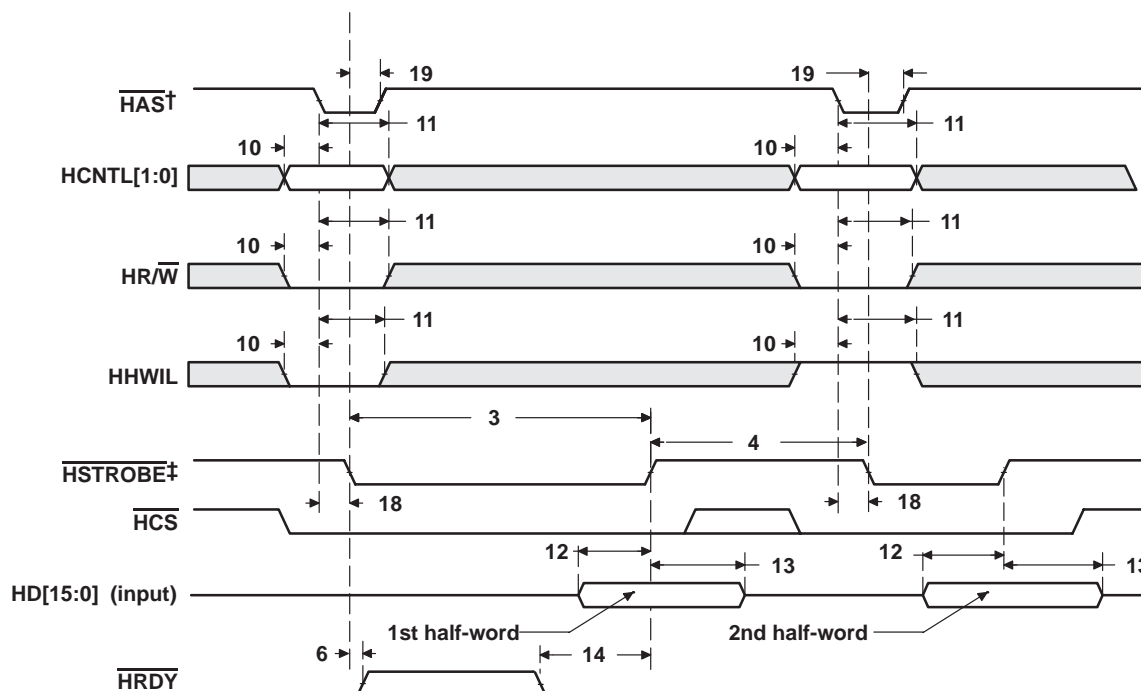 19 19
HAS†
11 11
10 10
HCNTL[1:0]
11 11
10 10
HR/W
11 11
10 10
HHWIL
3
4
HSTROBE‡
18 18
HCS
12 12
13 13
HD[15:0] (input)
1st half-word 2nd half-word
6 14
HRDY